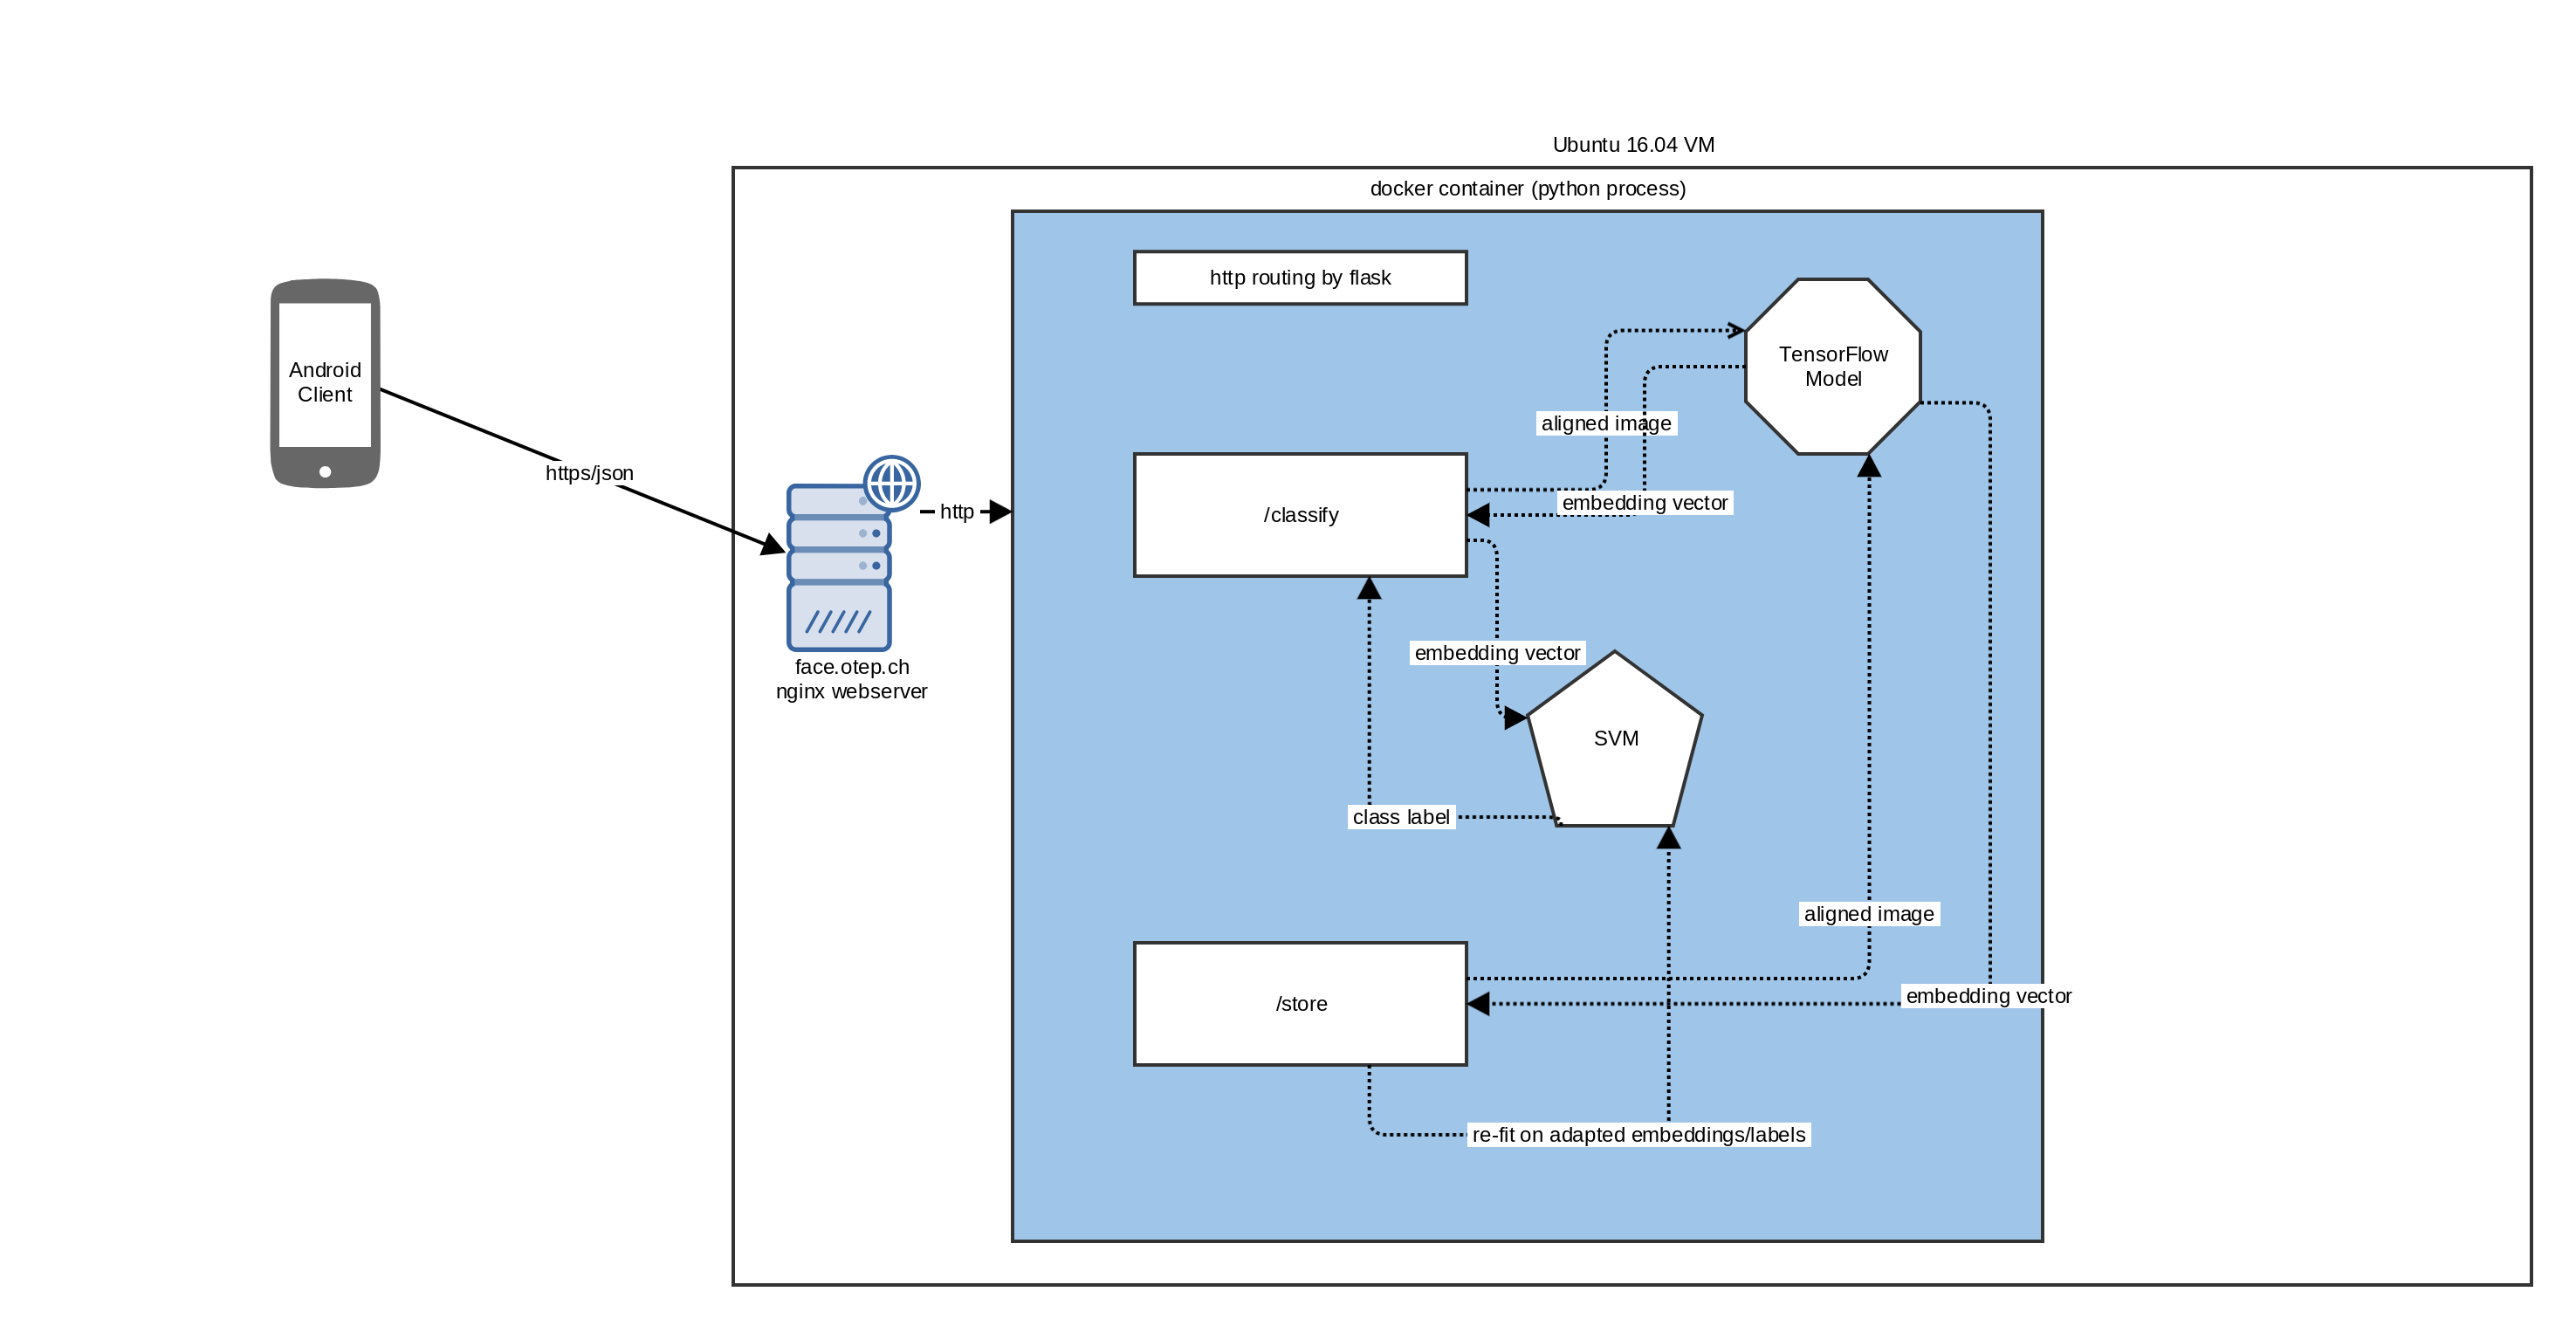 Ubuntu 16.04 VM
docker container (python process)
http routing by flask
Android
Client
TensorFlow
Model
aligned image
https/json
http
/classify
embedding vector
embedding vector
face.otep.ch
nginx webserver
SVM
class label
aligned image
/store
embedding vector
re-fit on adapted embeddings/labels